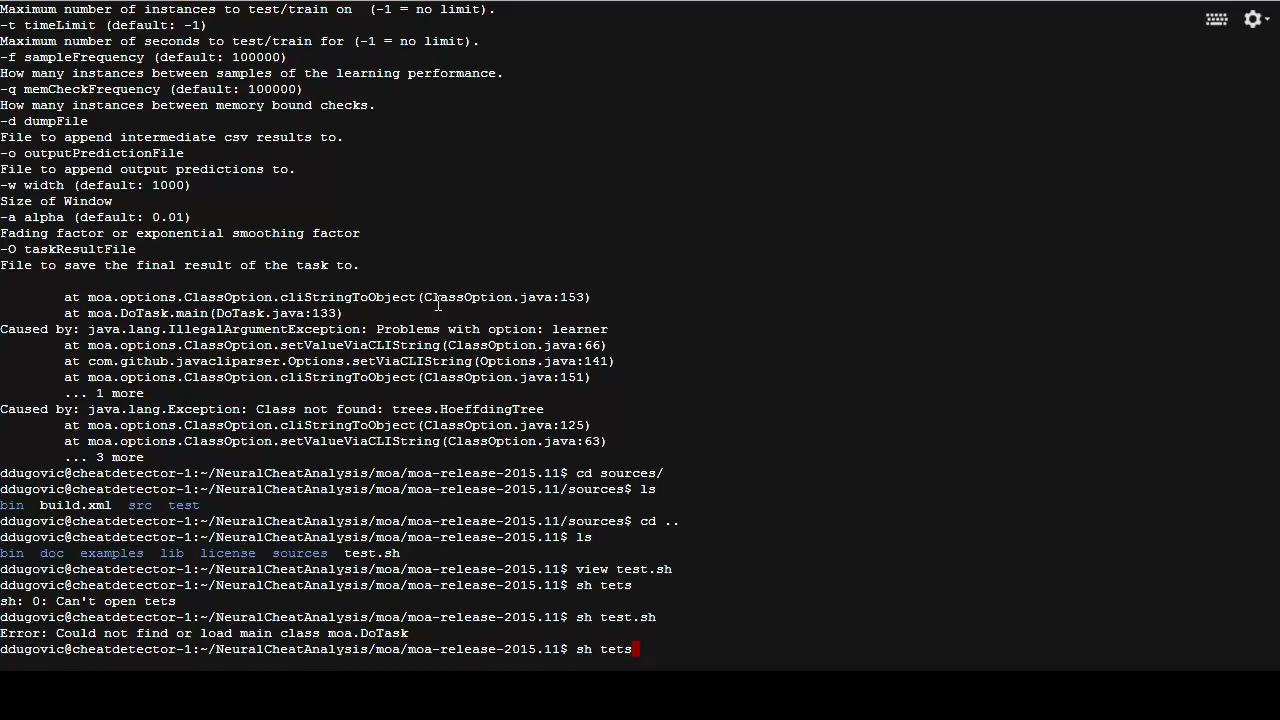 Maximum number of instances to test/train on  (-1 = no limit).
-t timeLimit (default: -1)
Maximum number of seconds to test/train for (-1 = no limit).
-f sampleFrequency (default: 100000)
How many instances between samples of the learning performance.
-q memCheckFrequency (default: 100000)
How many instances between memory bound checks.
-d dumpFile
File to append intermediate csv results to.
-o outputPredictionFile
File to append output predictions to.
-w width (default: 1000)
Size of Window
-a alpha (default: 0.01)
Fading factor or exponential smoothing factor
-O taskResultFile
File to save the final result of the task to.
at moa.options.ClassOption.cliStringToObject(ClassOption.java:153)
at moa.DoTask.main(DoTask.java:133)
Caused by: java.lang.IllegalArgumentException: Problems with option: learner
at moa.options.ClassOption.setValueViaCLIString(ClassOption.java:66)
at com.github.javacliparser.Options.setViaCLIString(Options.java:141)
at moa.options.ClassOption.cliStringToObject(ClassOption.java:151)
... 1 more
Caused by: java.lang.Exception: Class not found: trees.HoeffdingTree
at moa.options.ClassOption.cliStringToObject(ClassOption.java:125)
at moa.options.ClassOption.setValueViaCLIString(ClassOption.java:63)
... 3 more
ddugovic@cheatdetector-1:~/NeuralCheatAnalysis/moa/moa-release-2015.11$ cd sources/
ddugovic@cheatdetector-1:~/NeuralCheatAnalysis/moa/moa-release-2015.11/sources$ ls
bin  build.xml  src  test
ddugovic@cheatdetector-1:~/NeuralCheatAnalysis/moa/moa-release-2015.11/sources$ cd ..
ddugovic@cheatdetector-1:~/NeuralCheatAnalysis/moa/moa-release-2015.11$ ls
bin  doc  examples  lib  license  sources  test.sh
ddugovic@cheatdetector-1:~/NeuralCheatAnalysis/moa/moa-release-2015.11$ view test.sh
ddugovic@cheatdetector-1:~/NeuralCheatAnalysis/moa/moa-release-2015.11$ sh tets
sh: 0: Can't open tets
ddugovic@cheatdetector-1:~/NeuralCheatAnalysis/moa/moa-release-2015.11$ sh test.sh
Error: Could not find or load main class moa.DoTask
ddugovic@cheatdetector-1:~/NeuralCheatAnalysis/moa/moa-release-2015.11$ sh tets